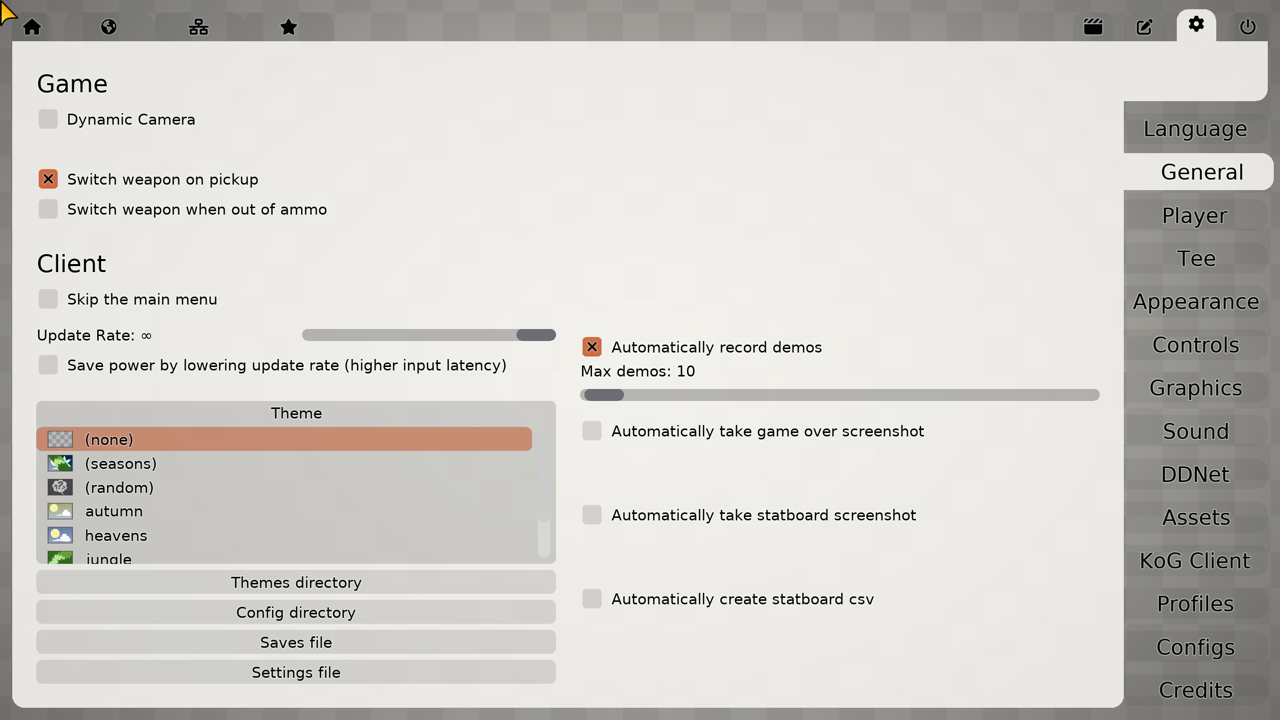 Game
Dynamic Camera
Switch weapon on pickup
Switch weapon when out of ammo
Client
Skip the main menu
Update Rate: ∞
Save power by lowering update rate (higher input latency)
Theme
(none)
(seasons)
(random)
autumn
heavens
jungle
Themes directory
Config directory
Saves file
Settings file
Automatically record demos
Max demos: 10
Automatically take game over screenshot
Automatically take statboard screenshot
Automatically create statboard csv
Language
General
Player
Tee
Appearance
Controls
Graphics
Sound
DDNet
Assets
KoG Client
Profiles
Configs
Credits